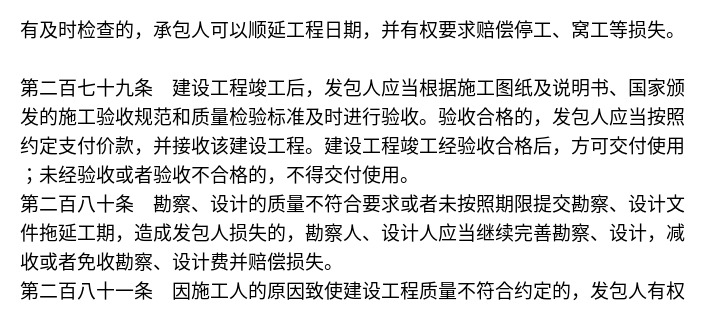 有及时检查的，承包人可以顺延工程日期，并有权要求赔偿停工、窝工等损失。
第二百七十九条　建设工程竣工后，发包人应当根据施工图纸及说明书、国家颁
发的施工验收规范和质量检验标准及时进行验收。验收合格的，发包人应当按照
约定支付价款，并接收该建设工程。建设工程竣工经验收合格后，方可交付使用
；未经验收或者验收不合格的，不得交付使用。
第二百八十条　勘察、设计的质量不符合要求或者未按照期限提交勘察、设计文
件拖延工期，造成发包人损失的，勘察人、设计人应当继续完善勘察、设计，减
收或者免收勘察、设计费并赔偿损失。
第二百八十一条　因施工人的原因致使建设工程质量不符合约定的，发包人有权